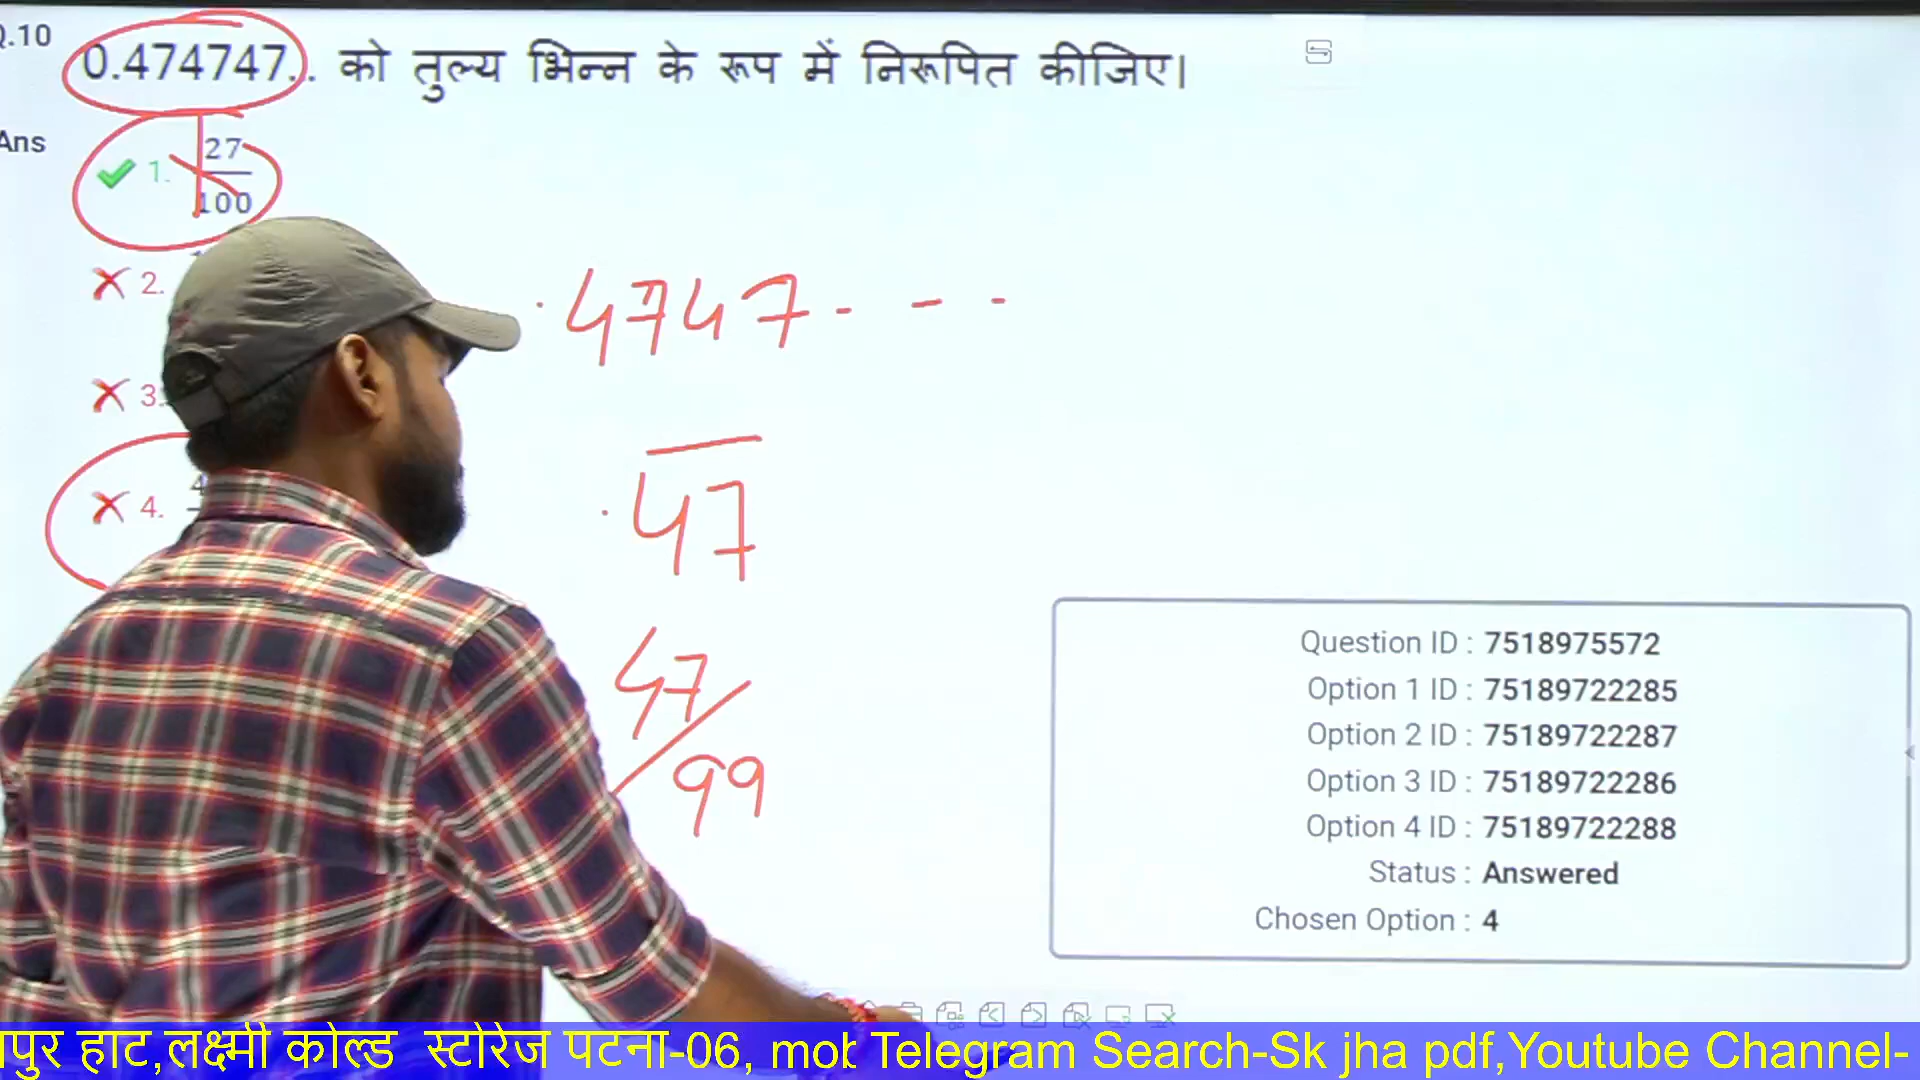 .10
0.474747... को तुल्य भिन्न के रूप में निरूपित कीजिए।
Ans
1. 27
100
2.
3.
4. 4
.4747. - -
.47
47/99
Question ID : 7518975572
Option 1 ID : 75189722285
Option 2 ID : 75189722287
Option 3 ID : 75189722286
Option 4 ID : 75189722288
Status : Answered
Chosen Option : 4
हाट,लक्ष्मी कोल्ड स्टोरेज पटना-06, mob Telegram Search-Sk jha pdf,Youtube Channel-